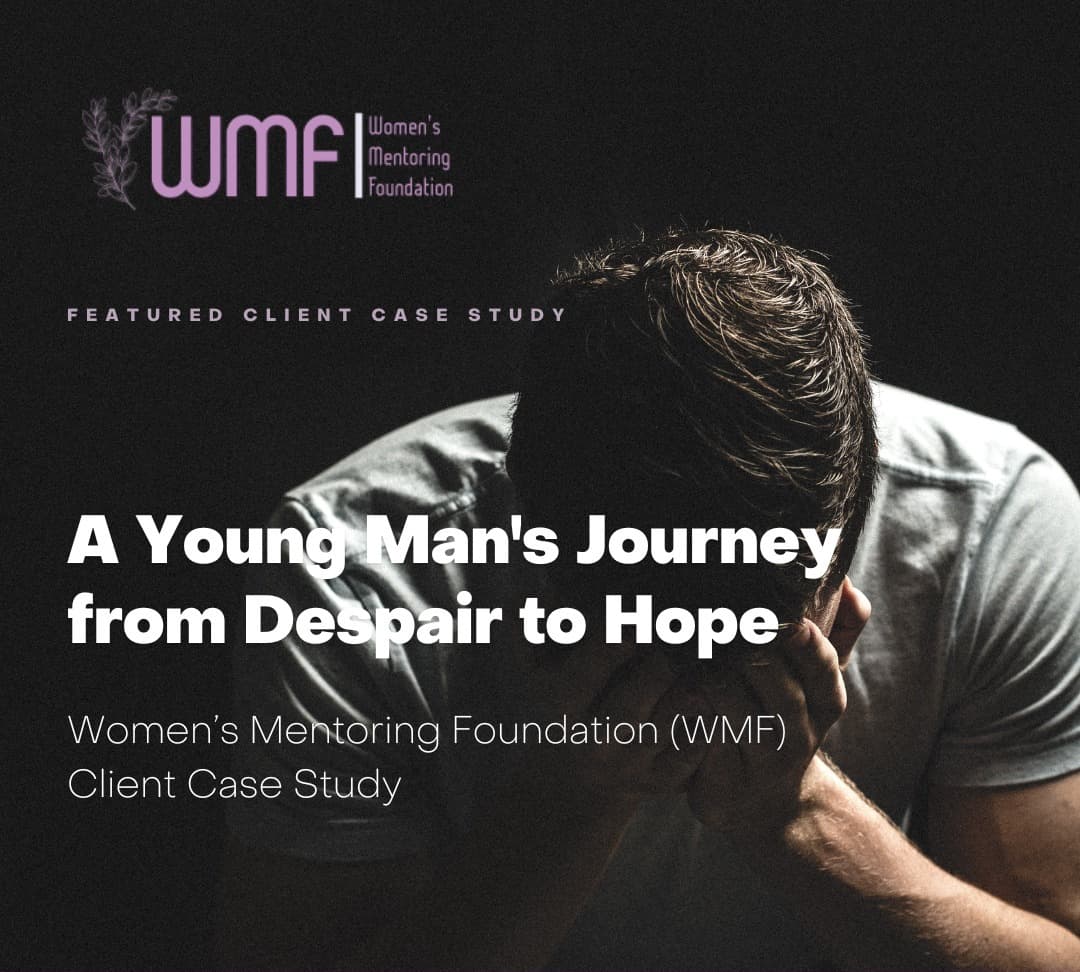 WMF
Women's
Mentoring
Foundation
FEATURED CLIENT CASE STUDY
A Young Man's Journey
from Despair to Hope
Women’s Mentoring Foundation (WMF)
Client Case Study